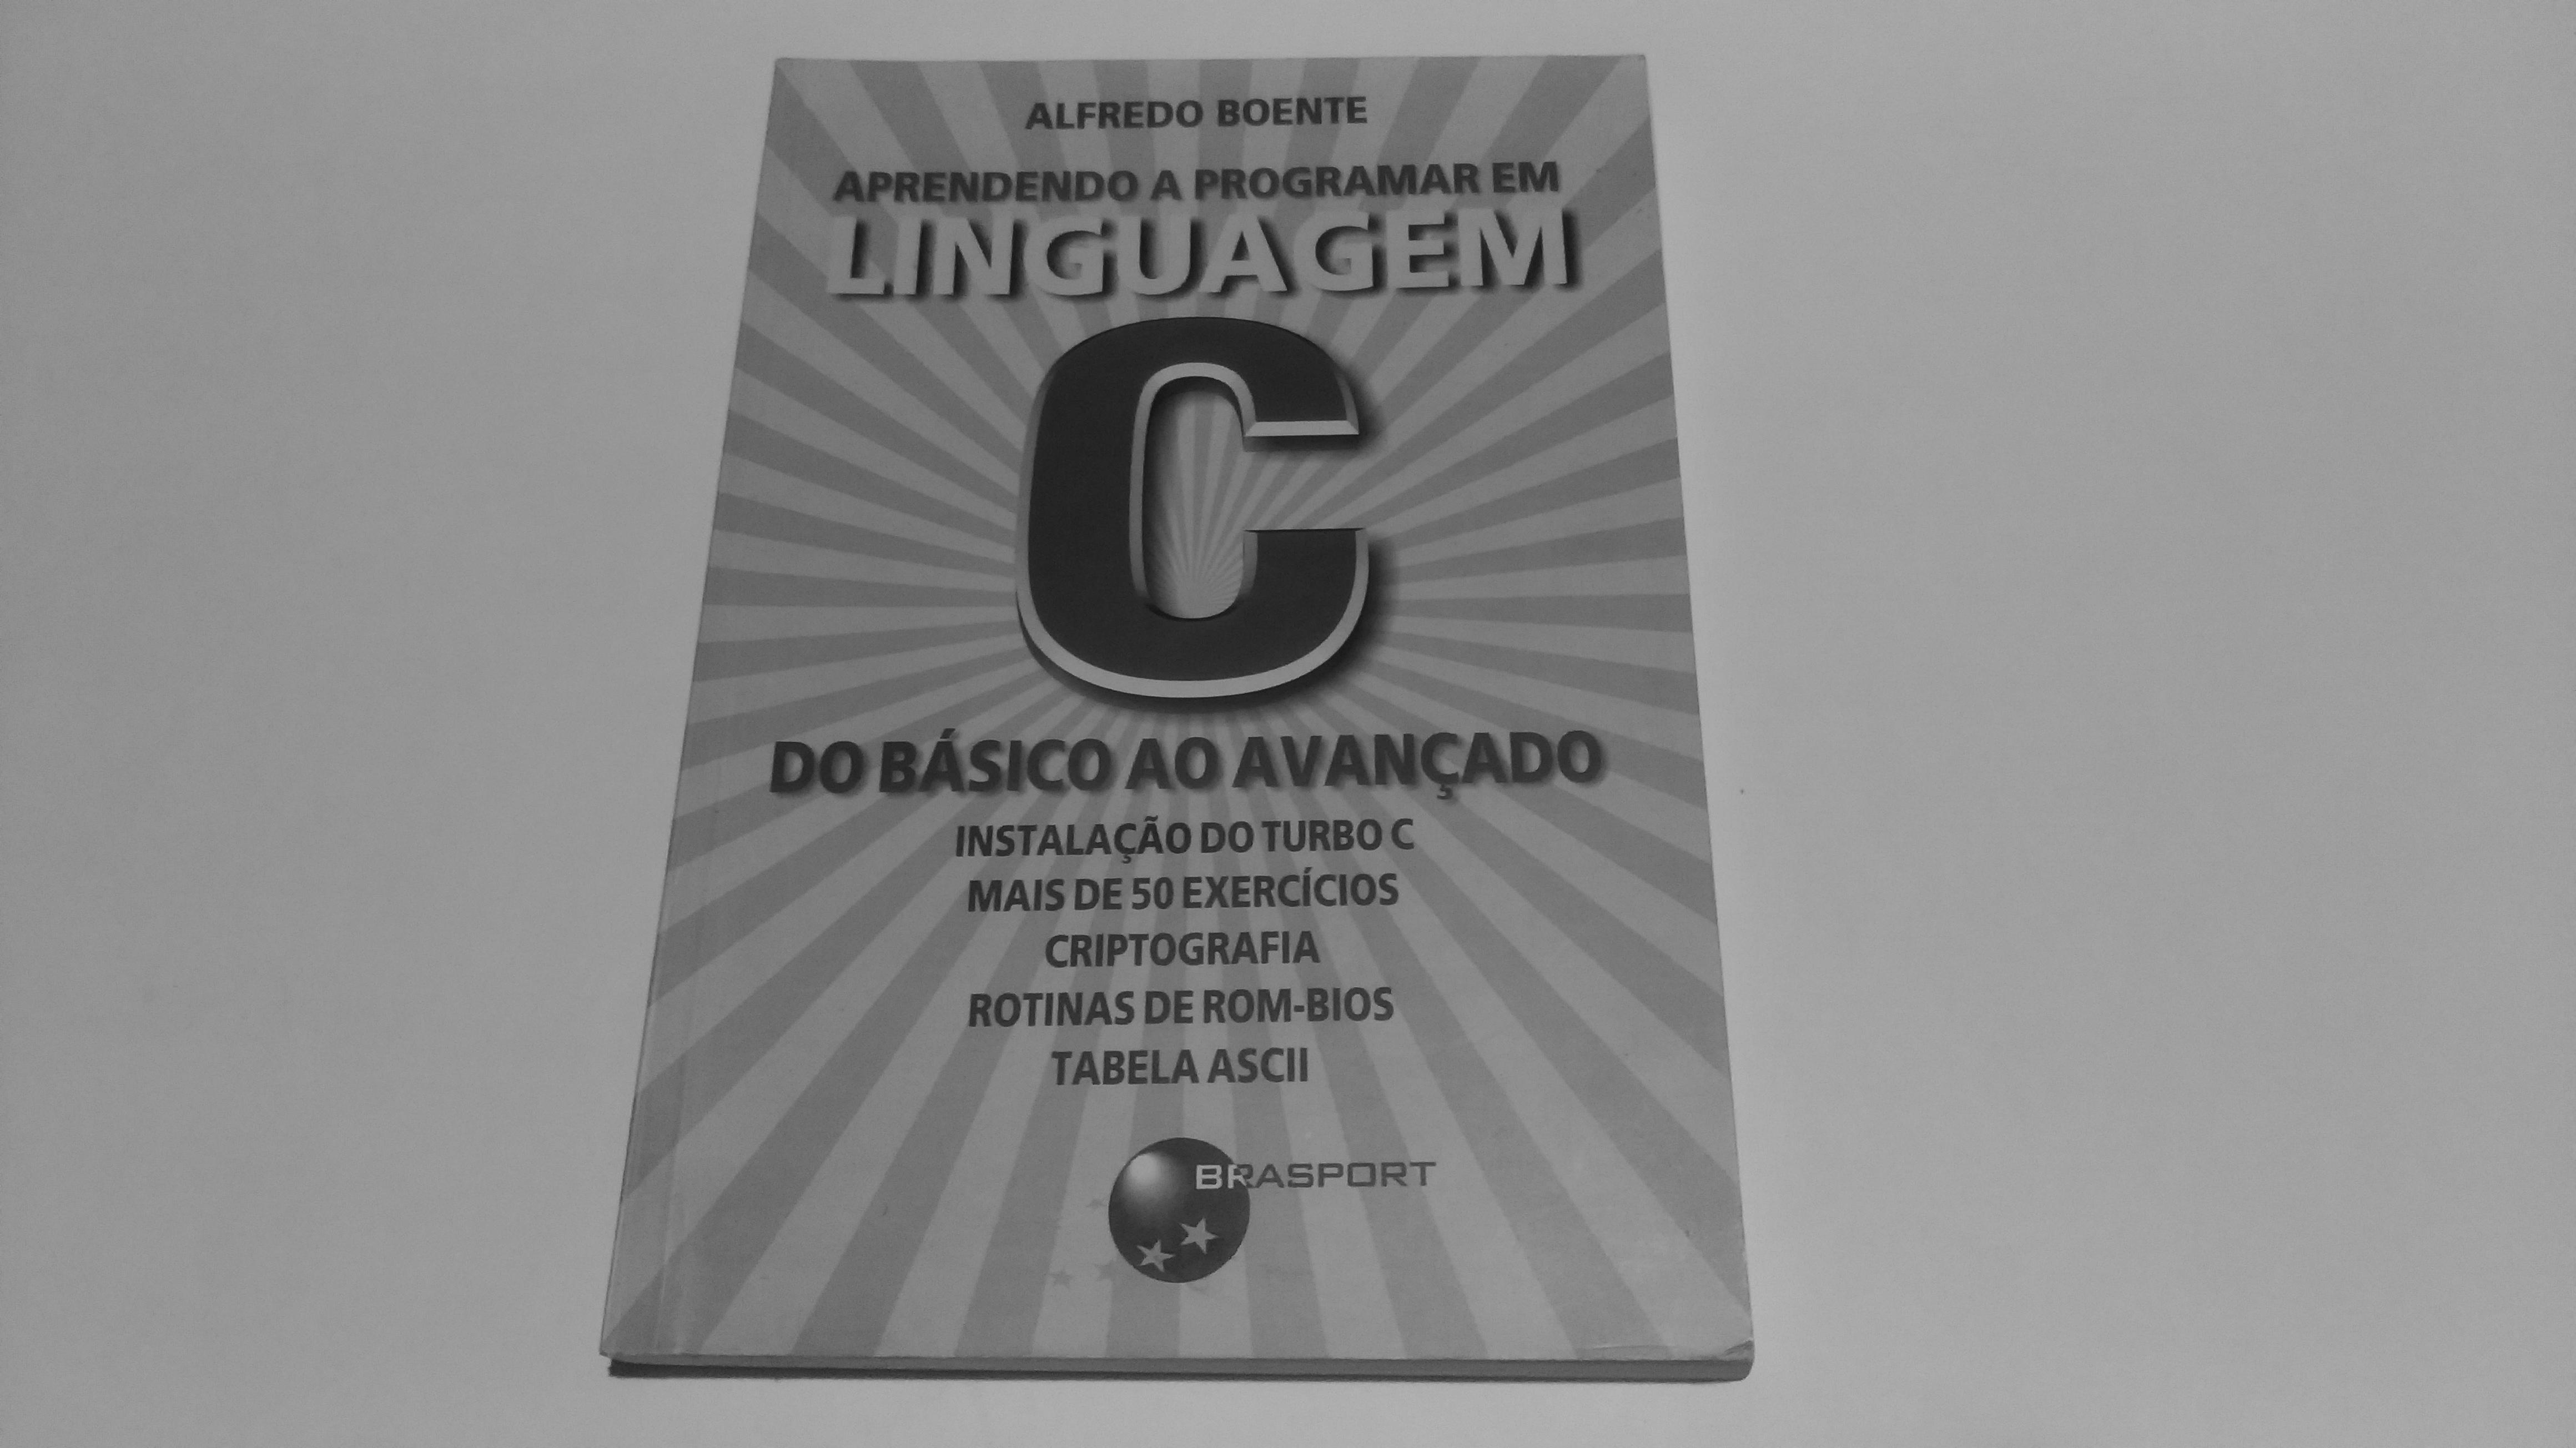 ALFREDO BOENTE
APRENDENDO A PROGRAMAR EM
LINGUAGEM
C
DO BÁSICO AO AVANÇADO
INSTALAÇÃO DO TURBO C
MAIS DE 50 EXERCÍCIOS
CRIPTOGRAFIA
ROTINAS DE ROM-BIOS
TABELA ASCII
BRASPORT